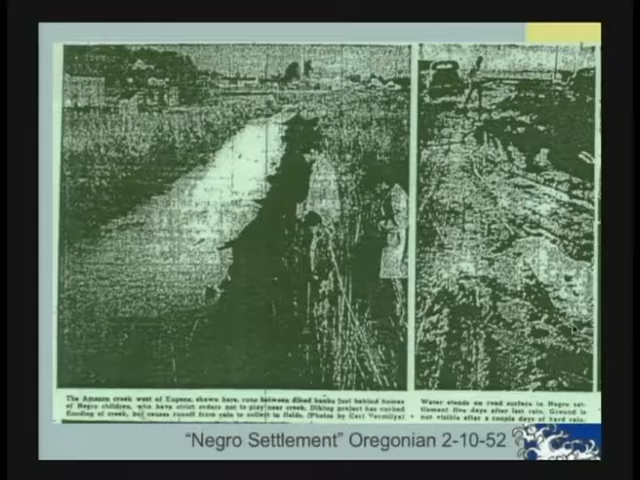 The Amazon creek west of Eugene, shown here, runs between diked banks just behind homes
of Negro children, who have strict orders not to play near creek. Diking project has curbed
flooding of creek, but causes runoff from rain to collect in fields. (Photos by Carl Vermilya)
Water stands on road surface in Negro set-
tlement five days after last rain. Ground is
not visible after a couple days of hard rain.
"Negro Settlement" Oregonian 2-10-52